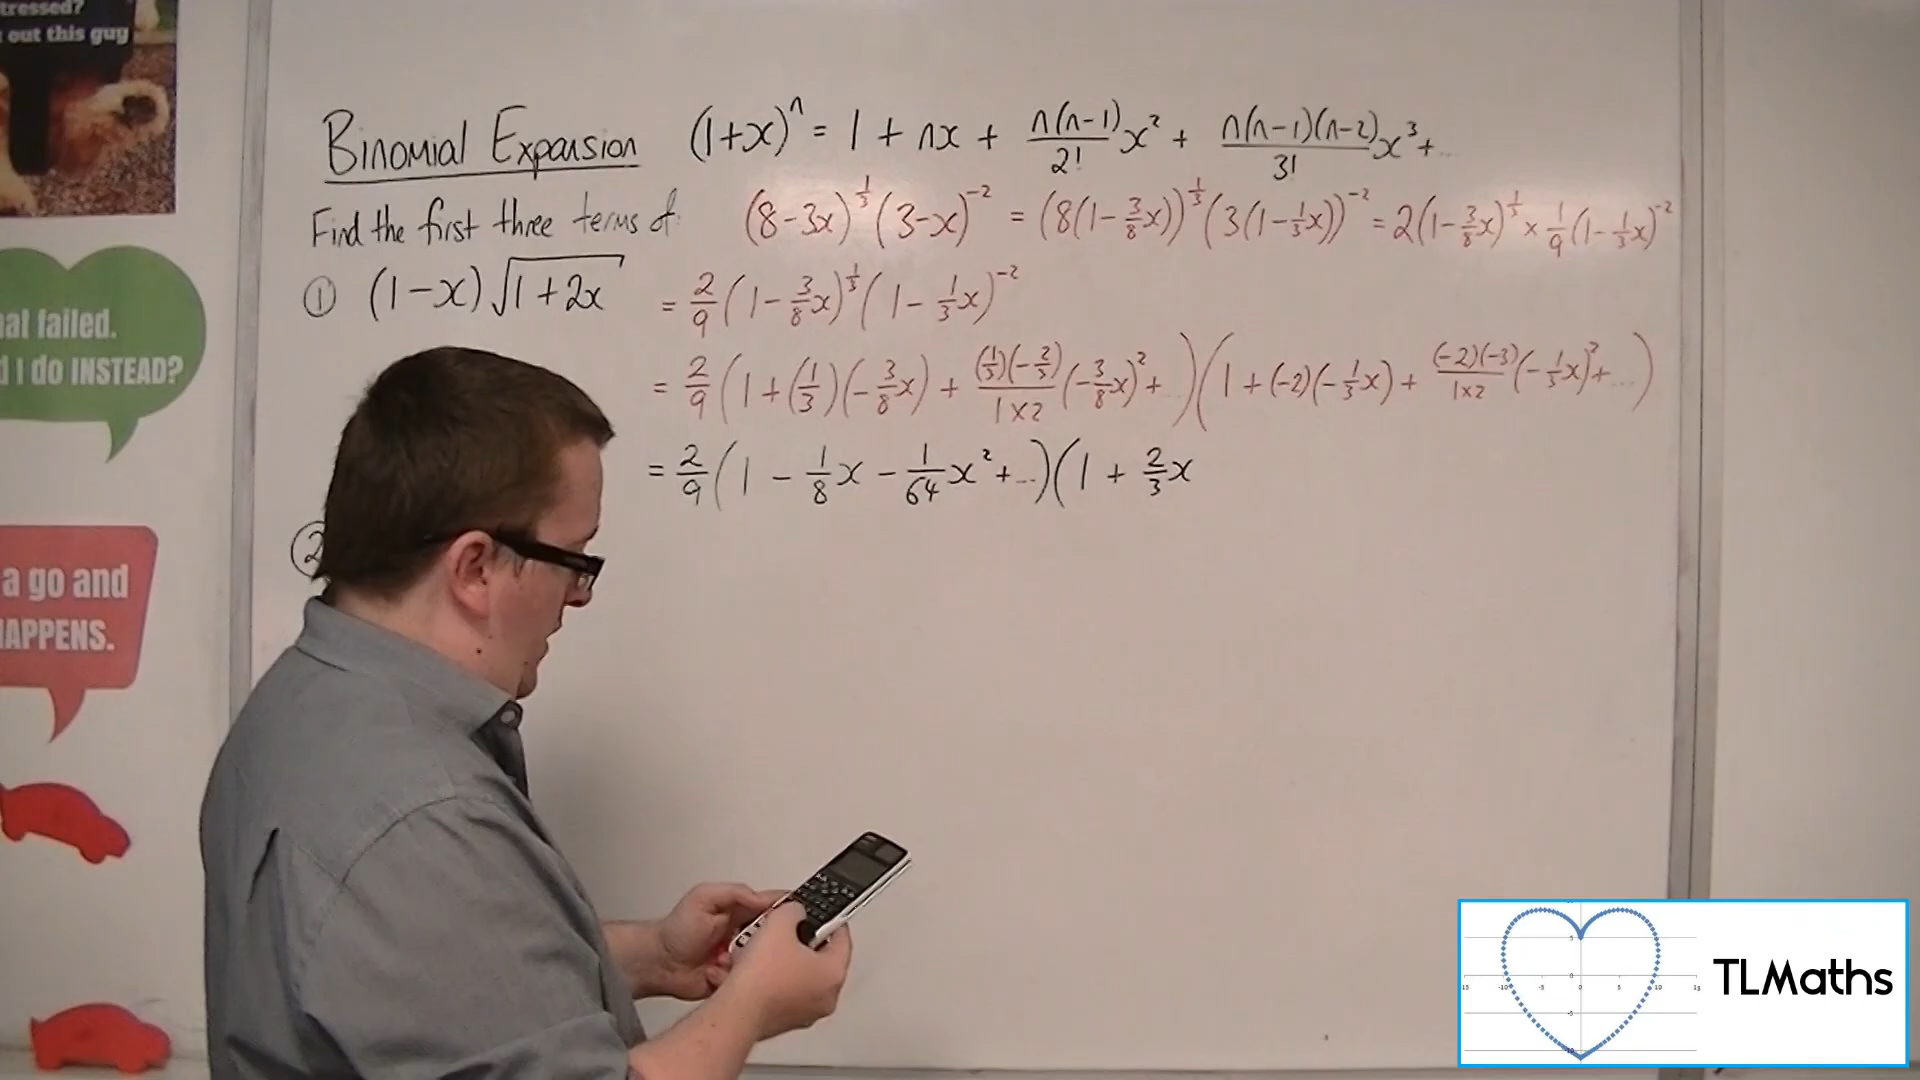 tressed?
out this guy
Binomial Expansion (1+x)^n = 1 + nx + n(n-1)/2! x² + n(n-1)(n-2)/3! x³ + ...
Find the first three terms of:
(8-3x)^(1/3) (3-x)^(-2) = (8(1-3/8x))^(1/3) (3(1-1/3x))^(-2) = 2(1-3/8x)^(1/3) × 1/9(1-1/3x)^(-2)
① (1-x)√(1+2x)
= 2/9 (1 - 3/8x)^(1/3) (1 - 1/3x)^(-2)
= 2/9 (1 + (1/3)(-3/8x) + (1/3)(-2/3)/1×2 (-3/8x)² + ...)(1 + (-2)(-1/3x) + (-2)(-3)/1×2 (-1/3x)² + ...)
= 2/9 (1 - 1/8x - 1/64x² + ...)(1 + 2/3x
②
at failed.
I do INSTEAD?
a go and
HAPPENS.
TLMaths